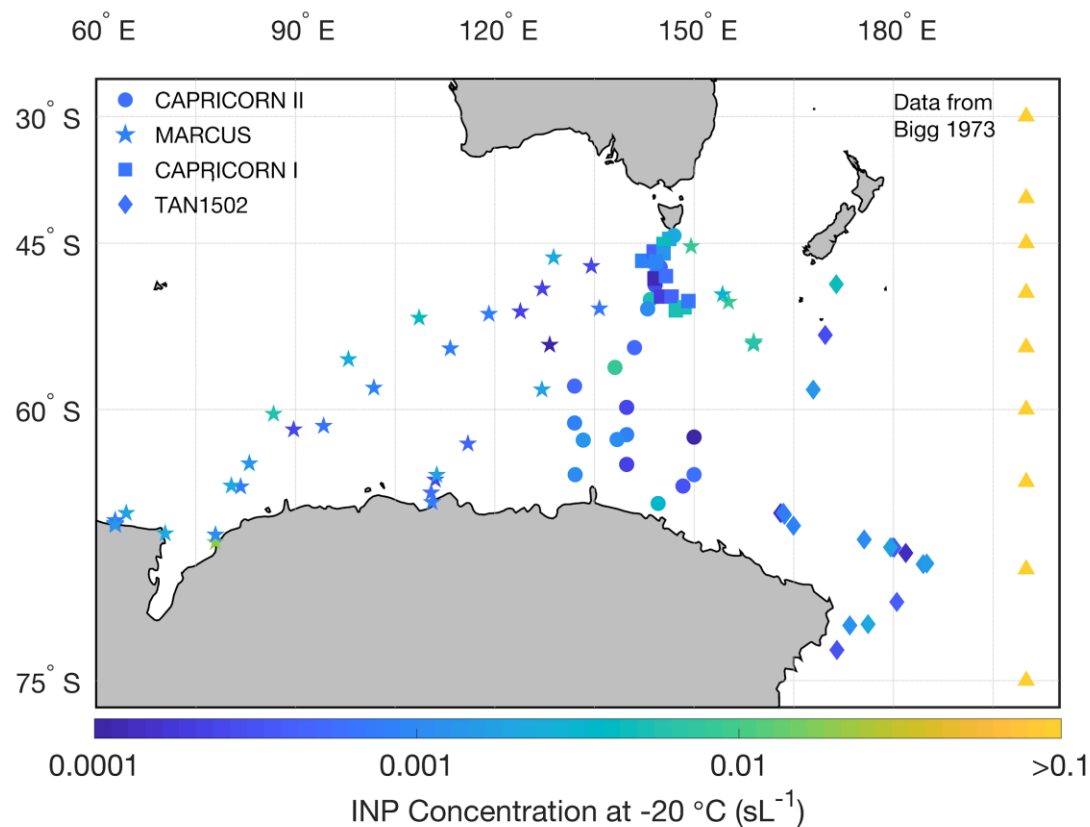 60° E 90° E 120° E 150° E 180° E
CAPRICORN II
MARCUS
CAPRICORN I
TAN1502
Data from
Bigg 1973
30° S
45° S
60° S
75° S
0.0001 0.001 0.01 >0.1
INP Concentration at -20 °C (sL⁻¹)